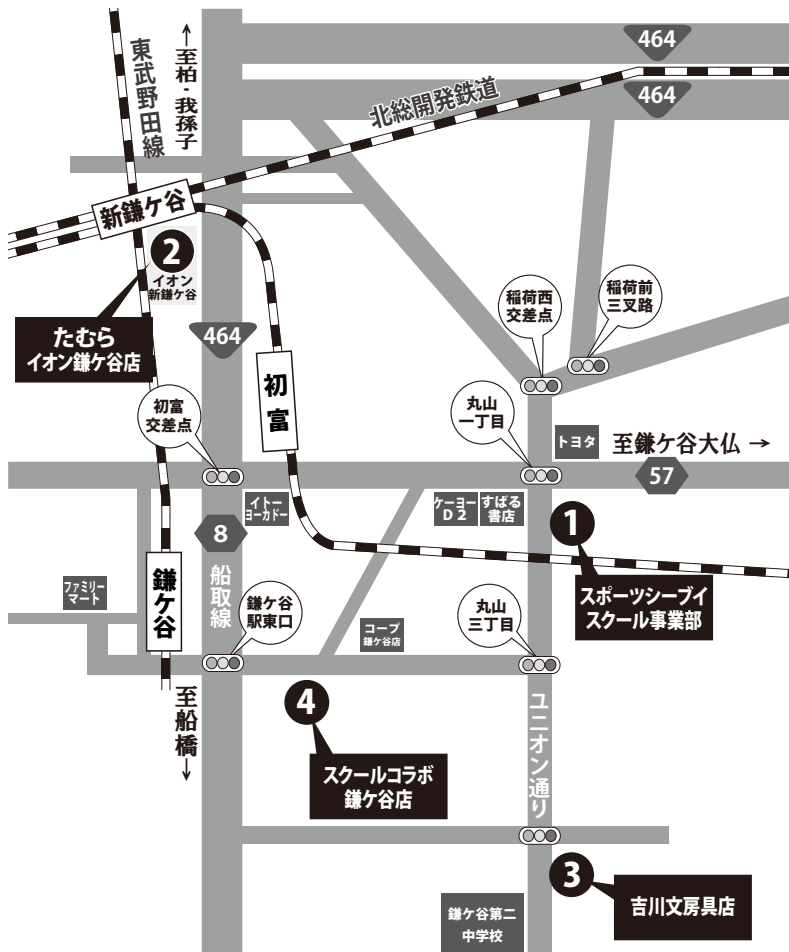 464
464
↑至柏・我孫子
東武野田線
北総開発鉄道
新鎌ケ谷
2
イオン
新鎌ケ谷
たむら
イオン鎌ケ谷店
464
初富
稲荷西
交差点
稲荷前
三叉路
初富
交差点
丸山
一丁目
トヨタ
至鎌ケ谷大仏 →
57
イトー
ヨーカドー
ケーヨー
D2
すばる
書店
1
8
船取線
鎌ケ谷
ファミリー
マート
鎌ケ谷
駅東口
コープ
鎌ケ谷店
丸山
三丁目
スポーツシーブイ
スクール事業部
至船橋↓
4
スクールコラボ
鎌ケ谷店
ユニオン通り
3
吉川文房具店
鎌ケ谷第二
中学校